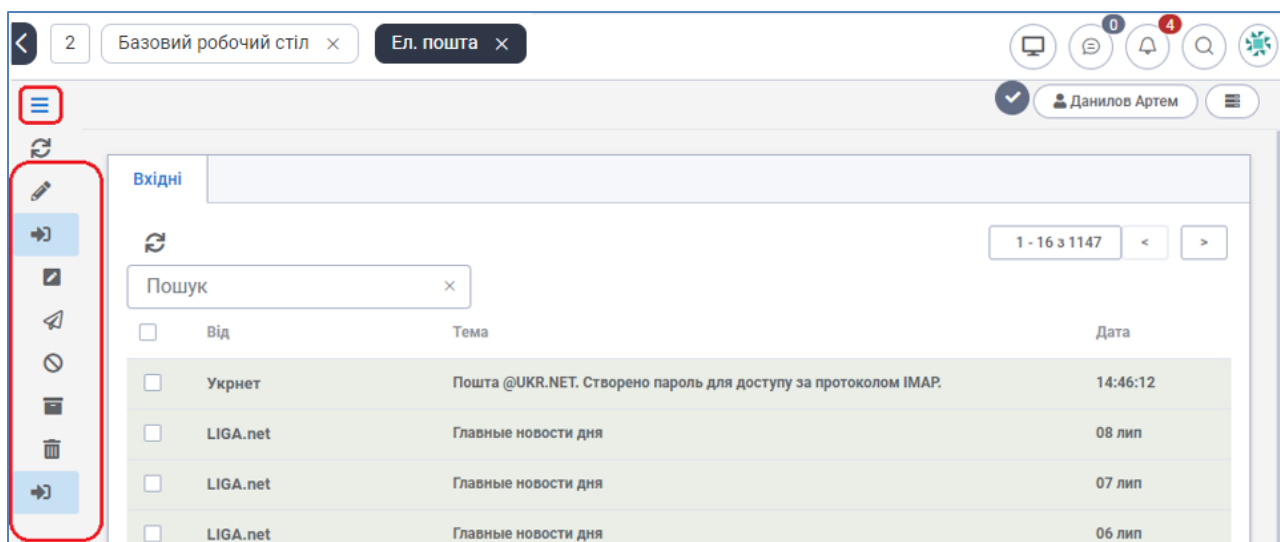 2 Базовий робочий стіл × Ел. пошта ×
0 4
Данилов Артем
Вхідні
1 - 16 з 1147 < >
Пошук ×
Від Тема Дата
Укрнет Пошта @UKR.NET. Створено пароль для доступу за протоколом IMAP. 14:46:12
LIGA.net Главные новости дня 08 лип
LIGA.net Главные новости дня 07 лип
LIGA.net Главные новости дня 06 лип